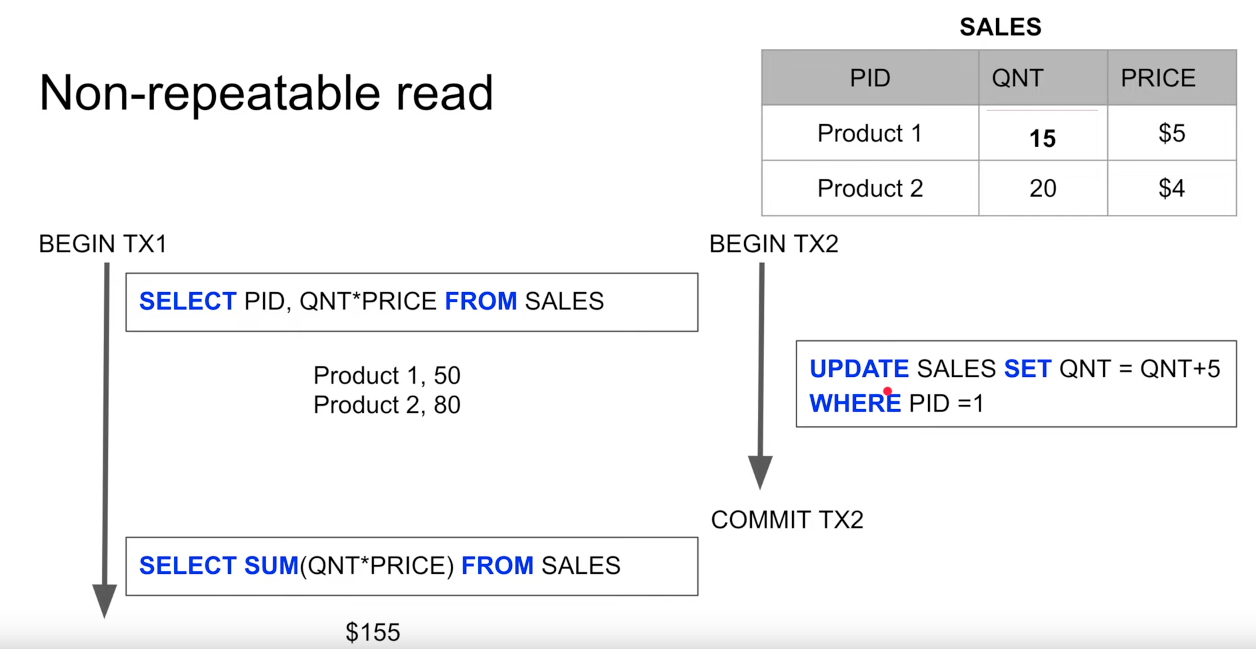 SALES
Non-repeatable read
PID QNT PRICE
Product 1 15 $5
Product 2 20 $4
BEGIN TX1
BEGIN TX2
SELECT PID, QNT*PRICE FROM SALES
Product 1, 50
Product 2, 80
UPDATE SALES SET QNT = QNT+5
WHERE PID =1
COMMIT TX2
SELECT SUM(QNT*PRICE) FROM SALES
$155